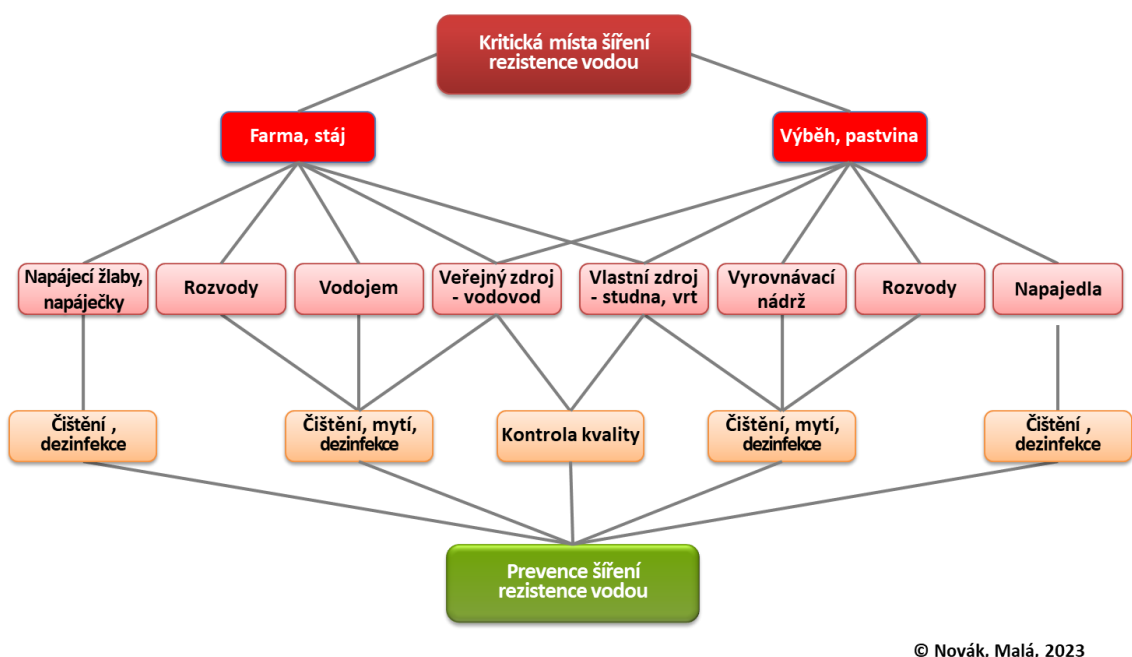 Kritická místa šíření
rezistence vodou
Farma, stáj
Výběh, pastvina
Napájecí žlaby,
napáječky
Rozvody
Vodojem
Veřejný zdroj
- vodovod
Vlastní zdroj
- studna, vrt
Vyrovnávací
nádrž
Rozvody
Napajedla
Čištění ,
dezinfekce
Čištění, mytí,
dezinfekce
Kontrola kvality
Čištění, mytí,
dezinfekce
Čištění ,
dezinfekce
Prevence šíření
rezistence vodou
© Novák, Malá, 2023